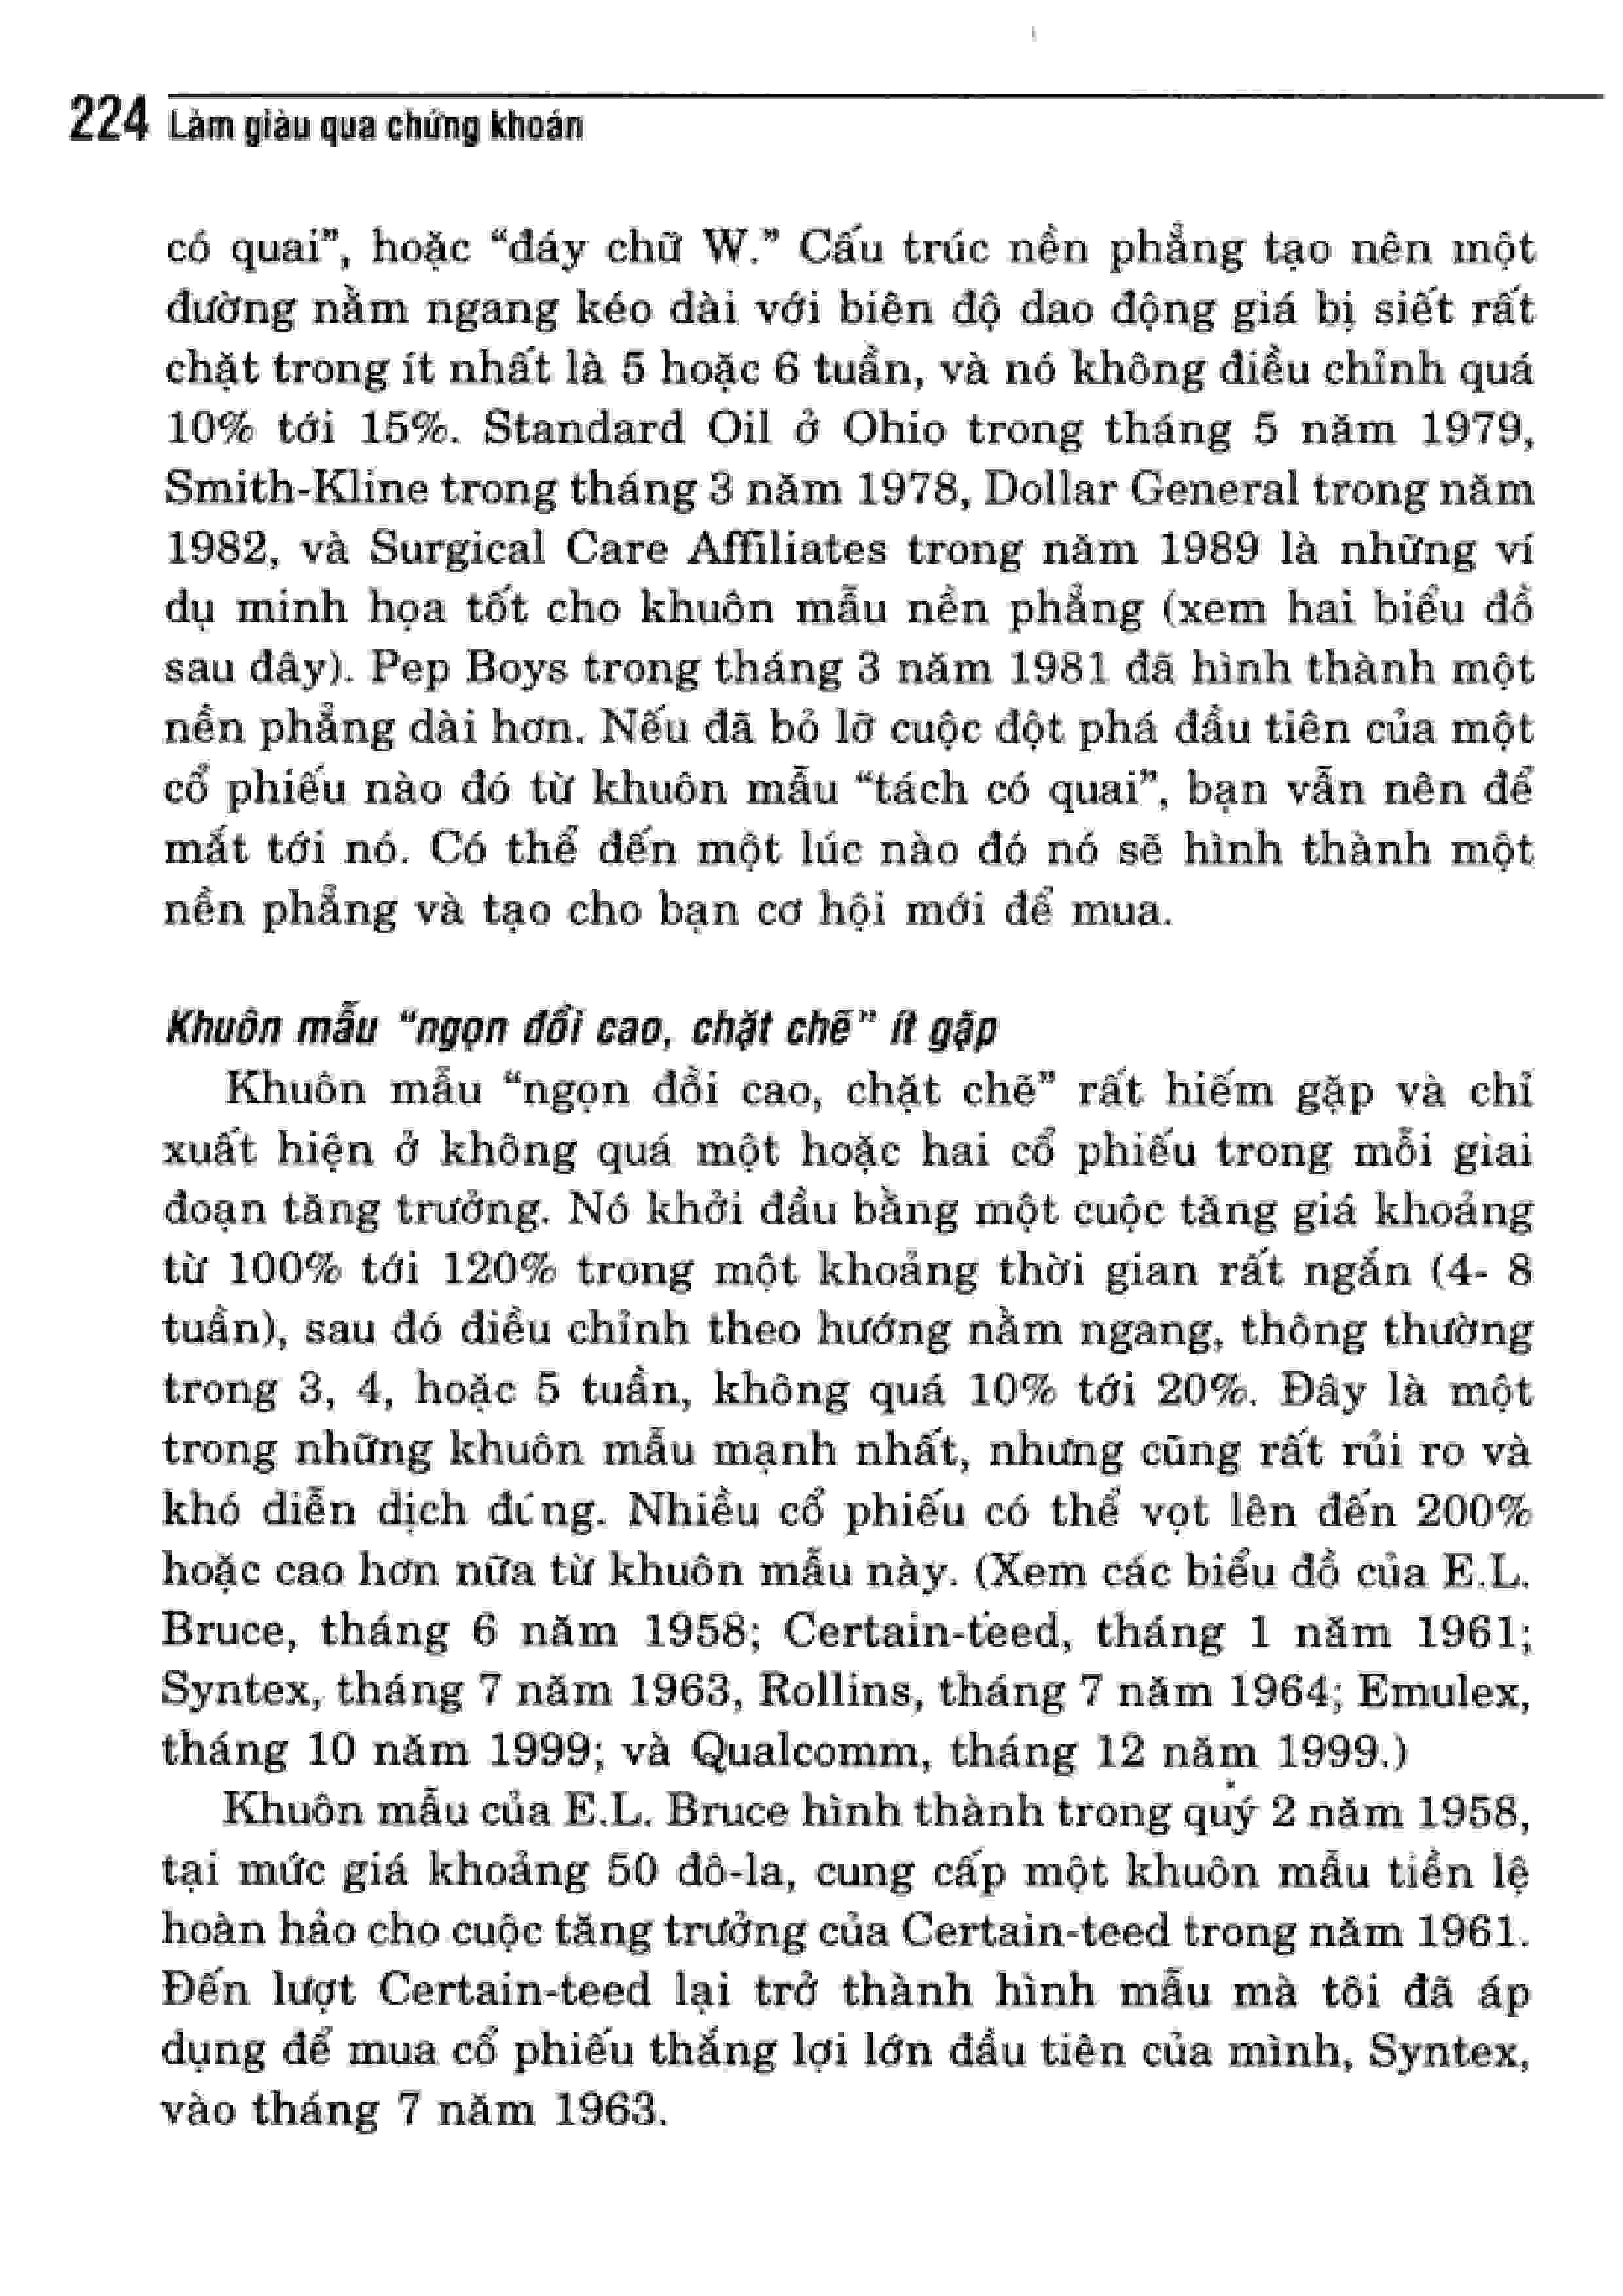 224 Làm giàu qua chứng khoán
có quai”, hoặc “đáy chữ W.” Cấu trúc nền phẳng tạo nên một
đường nằm ngang kéo dài với biên độ dao động giá bị siết rất
chặt trong ít nhất là 5 hoặc 6 tuần, và nó không điều chỉnh quá
10% tới 15%. Standard Oil ở Ohio trong tháng 5 năm 1979,
Smith-Kline trong tháng 3 năm 1978, Dollar General trong năm
1982, và Surgical Care Affiliates trong năm 1989 là những ví
dụ minh họa tốt cho khuôn mẫu nền phẳng (xem hai biểu đồ
sau đây). Pep Boys trong tháng 3 năm 1981 đã hình thành một
nền phẳng dài hơn. Nếu đã bỏ lỡ cuộc đột phá đầu tiên của một
cổ phiếu nào đó từ khuôn mẫu “tách có quai”, bạn vẫn nên để
mắt tới nó. Có thể đến một lúc nào đó nó sẽ hình thành một
nền phẳng và tạo cho bạn cơ hội mới để mua.
Khuôn mẫu “ngọn đồi cao, chặt chẽ” ít gặp
Khuôn mẫu “ngọn đồi cao, chặt chẽ” rất hiếm gặp và chỉ
xuất hiện ở không quá một hoặc hai cổ phiếu trong mỗi giai
đoạn tăng trưởng. Nó khởi đầu bằng một cuộc tăng giá khoảng
từ 100% tới 120% trong một khoảng thời gian rất ngắn (4- 8
tuần), sau đó điều chỉnh theo hướng nằm ngang, thông thường
trong 3, 4, hoặc 5 tuần, không quá 10% tới 20%. Đây là một
trong những khuôn mẫu mạnh nhất, nhưng cũng rất rủi ro và
khó diễn dịch đúng. Nhiều cổ phiếu có thể vọt lên đến 200%
hoặc cao hơn nữa từ khuôn mẫu này. (Xem các biểu đồ của E.L.
Bruce, tháng 6 năm 1958; Certain-teed, tháng 1 năm 1961;
Syntex, tháng 7 năm 1963, Rollins, tháng 7 năm 1964; Emulex,
tháng 10 năm 1999; và Qualcomm, tháng 12 năm 1999.)
Khuôn mẫu của E.L. Bruce hình thành trong quý 2 năm 1958,
tại mức giá khoảng 50 đô-la, cung cấp một khuôn mẫu tiền lệ
hoàn hảo cho cuộc tăng trưởng của Certain-teed trong năm 1961.
Đến lượt Certain-teed lại trở thành hình mẫu mà tôi đã áp
dụng để mua cổ phiếu thắng lợi lớn đầu tiên của mình, Syntex,
vào tháng 7 năm 1963.